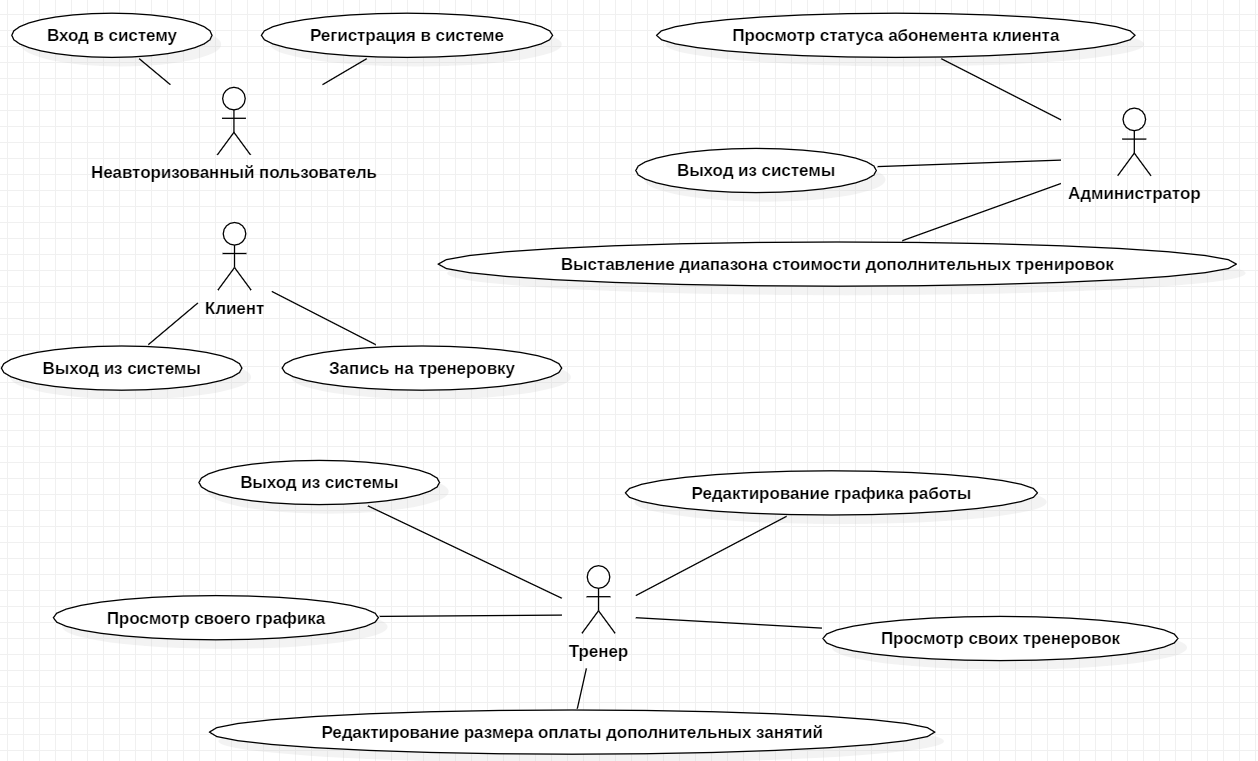 Вход в систему
Регистрация в системе
Просмотр статуса абонемента клиента
Неавторизованный пользователь
Выход из системы
Администратор
Выставление диапазона стоимости дополнительных тренировок
Клиент
Выход из системы
Запись на тренеровку
Выход из системы
Редактирование графика работы
Просмотр своего графика
Тренер
Просмотр своих тренеровок
Редактирование размера оплаты дополнительных занятий